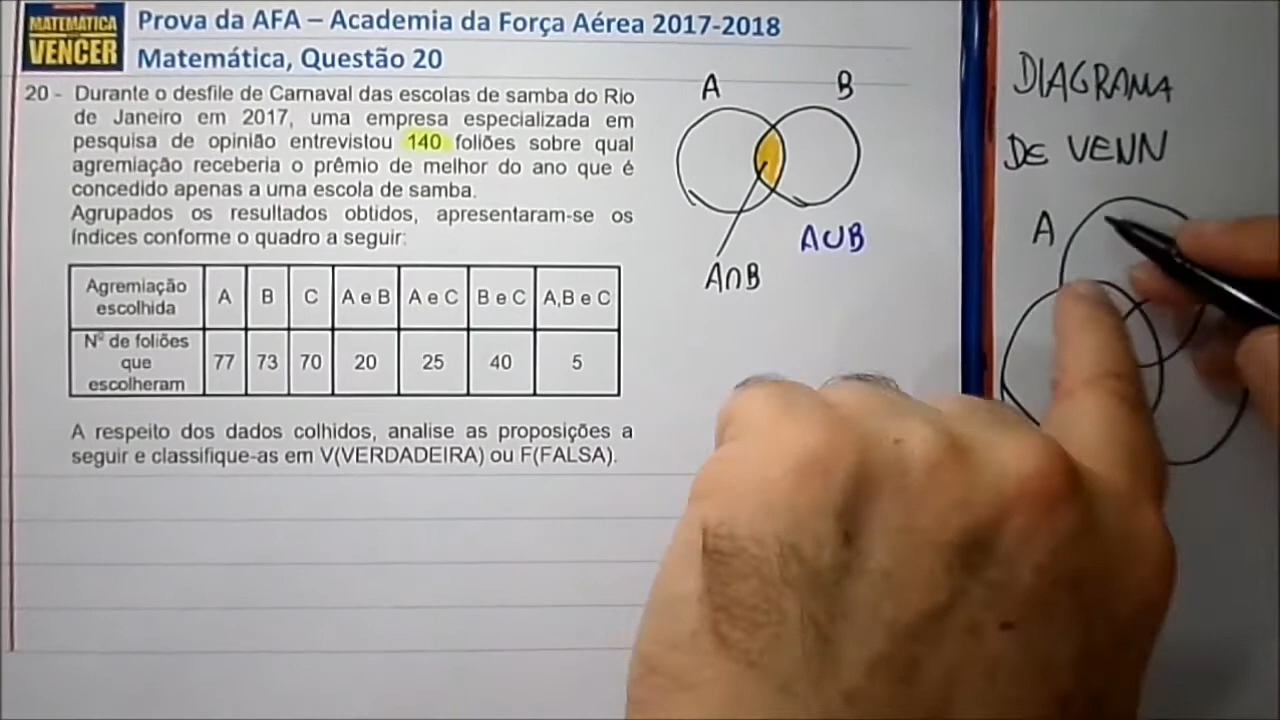 MATEMÁTICA
VENCER
Prova da AFA – Academia da Força Aérea 2017-2018
Matemática, Questão 20
20 - Durante o desfile de Carnaval das escolas de samba do Rio
de Janeiro em 2017, uma empresa especializada em
pesquisa de opinião entrevistou 140 foliões sobre qual
agremiação receberia o prêmio de melhor do ano que é
concedido apenas a uma escola de samba.
Agrupados os resultados obtidos, apresentaram-se os
índices conforme o quadro a seguir:
Agremiação escolhida A B C A e B A e C B e C A,B e C
Nº de foliões que escolheram 77 73 70 20 25 40 5
A respeito dos dados colhidos, analise as proposições a
seguir e classifique-as em V(VERDADEIRA) ou F(FALSA).
A B
A∩B
A∪B
DIAGRAMA
DE VENN
A